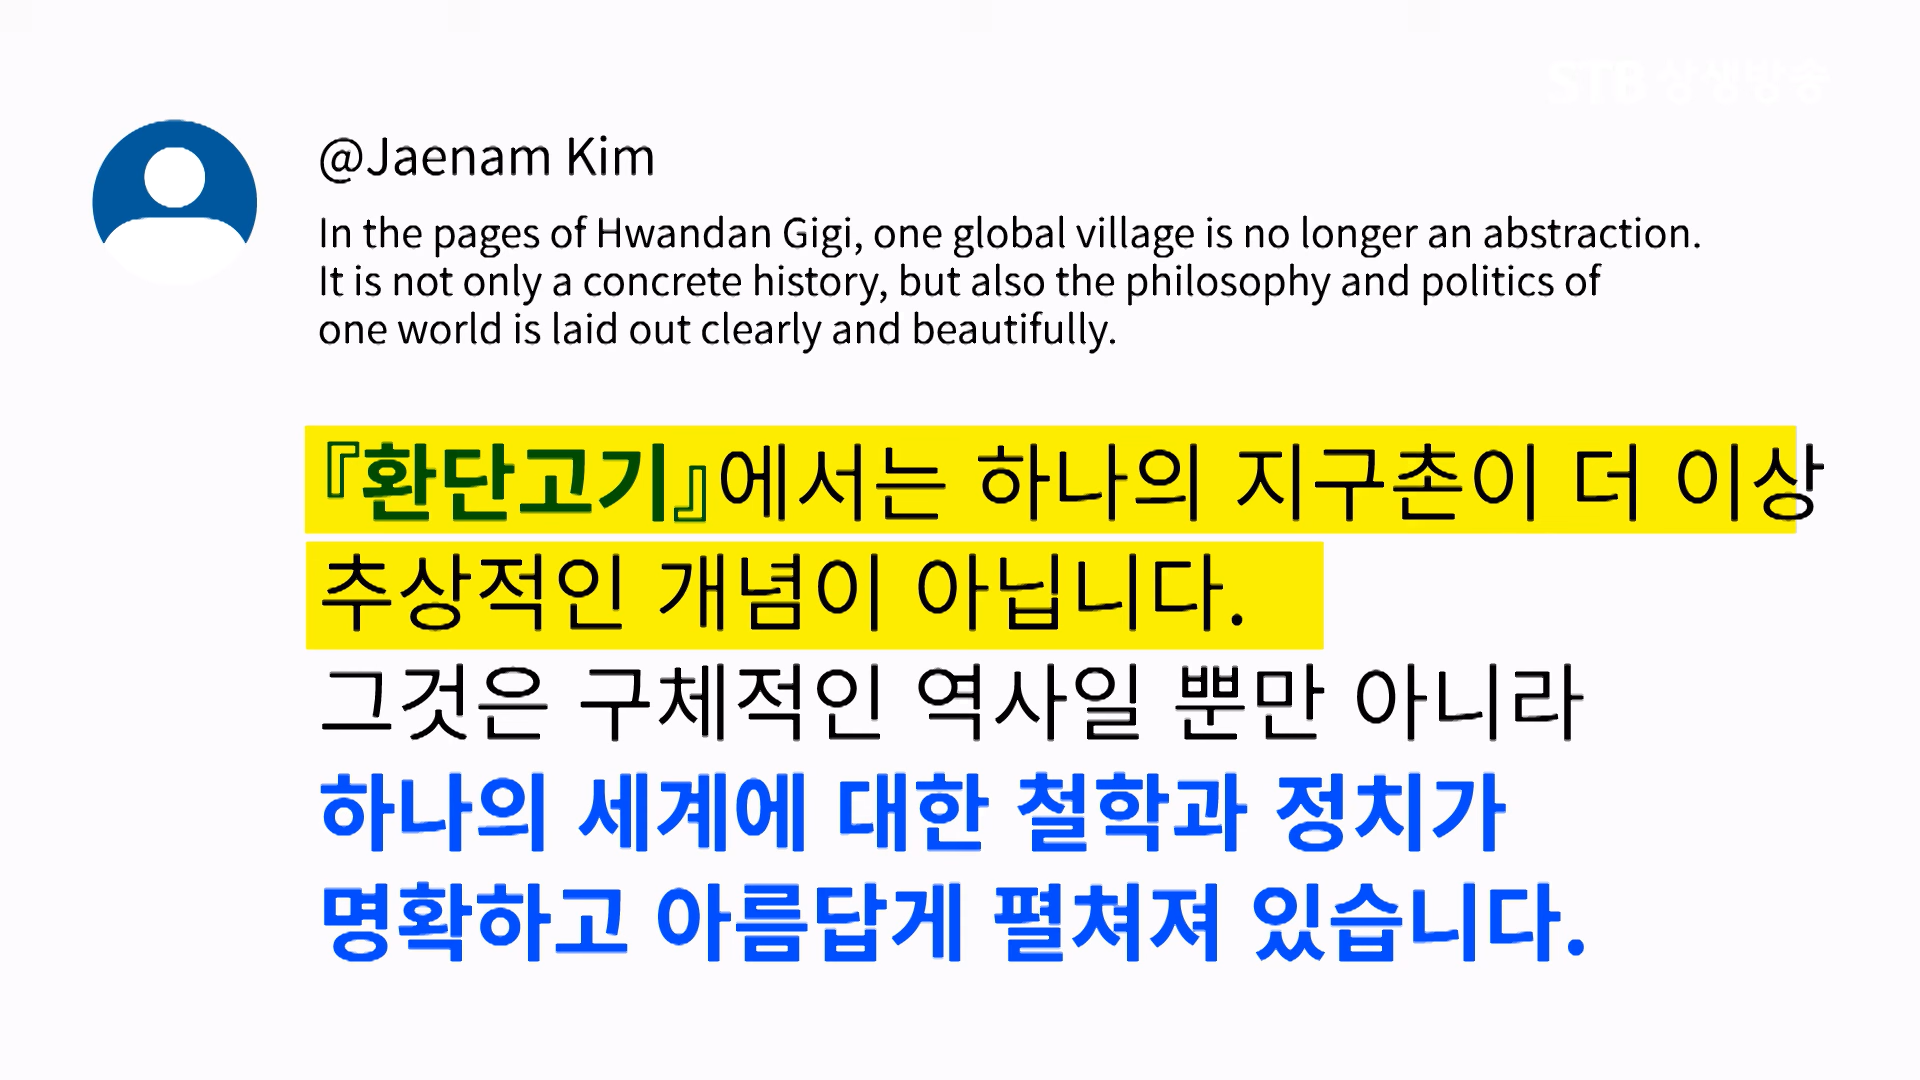 STB 상생방송
@Jaenam Kim
In the pages of Hwandan Gigi, one global village is no longer an abstraction.
It is not only a concrete history, but also the philosophy and politics of
one world is laid out clearly and beautifully.
『환단고기』에서는 하나의 지구촌이 더 이상
추상적인 개념이 아닙니다.
그것은 구체적인 역사일 뿐만 아니라
하나의 세계에 대한 철학과 정치가
명확하고 아름답게 펼쳐져 있습니다.